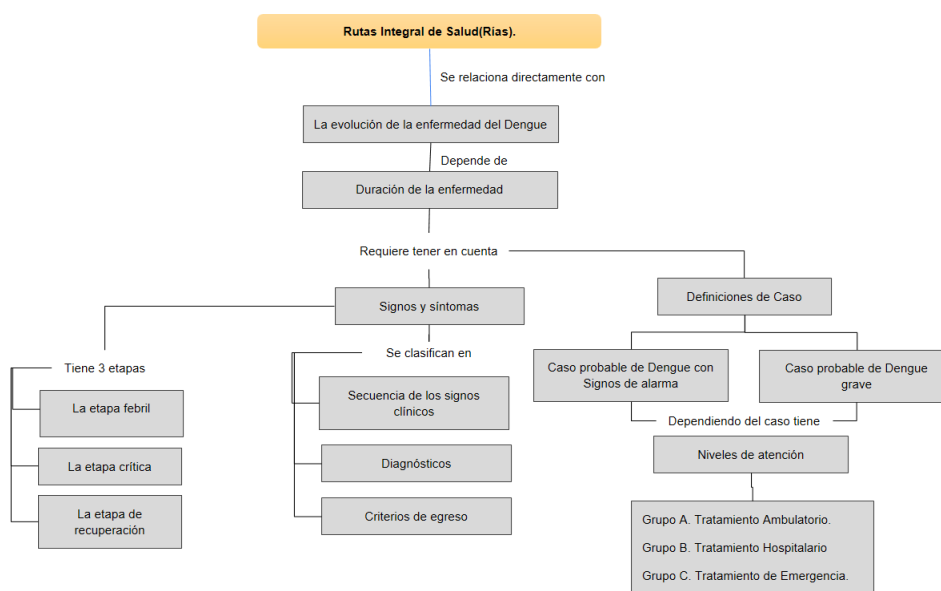 Rutas Integral de Salud(Rias).
Se relaciona directamente con
La evolución de la enfermedad del Dengue
Depende de
Duración de la enfermedad
Requiere tener en cuenta
Signos y síntomas
Definiciones de Caso
Tiene 3 etapas
La etapa febril
La etapa crítica
La etapa de
recuperación
Se clasifican en
Secuencia de los signos
clínicos
Diagnósticos
Criterios de egreso
Caso probable de Dengue con
Signos de alarma
Caso probable de Dengue
grave
Dependiendo del caso tiene
Niveles de atención
Grupo A. Tratamiento Ambulatorio.
Grupo B. Tratamiento Hospitalario
Grupo C. Tratamiento de Emergencia.